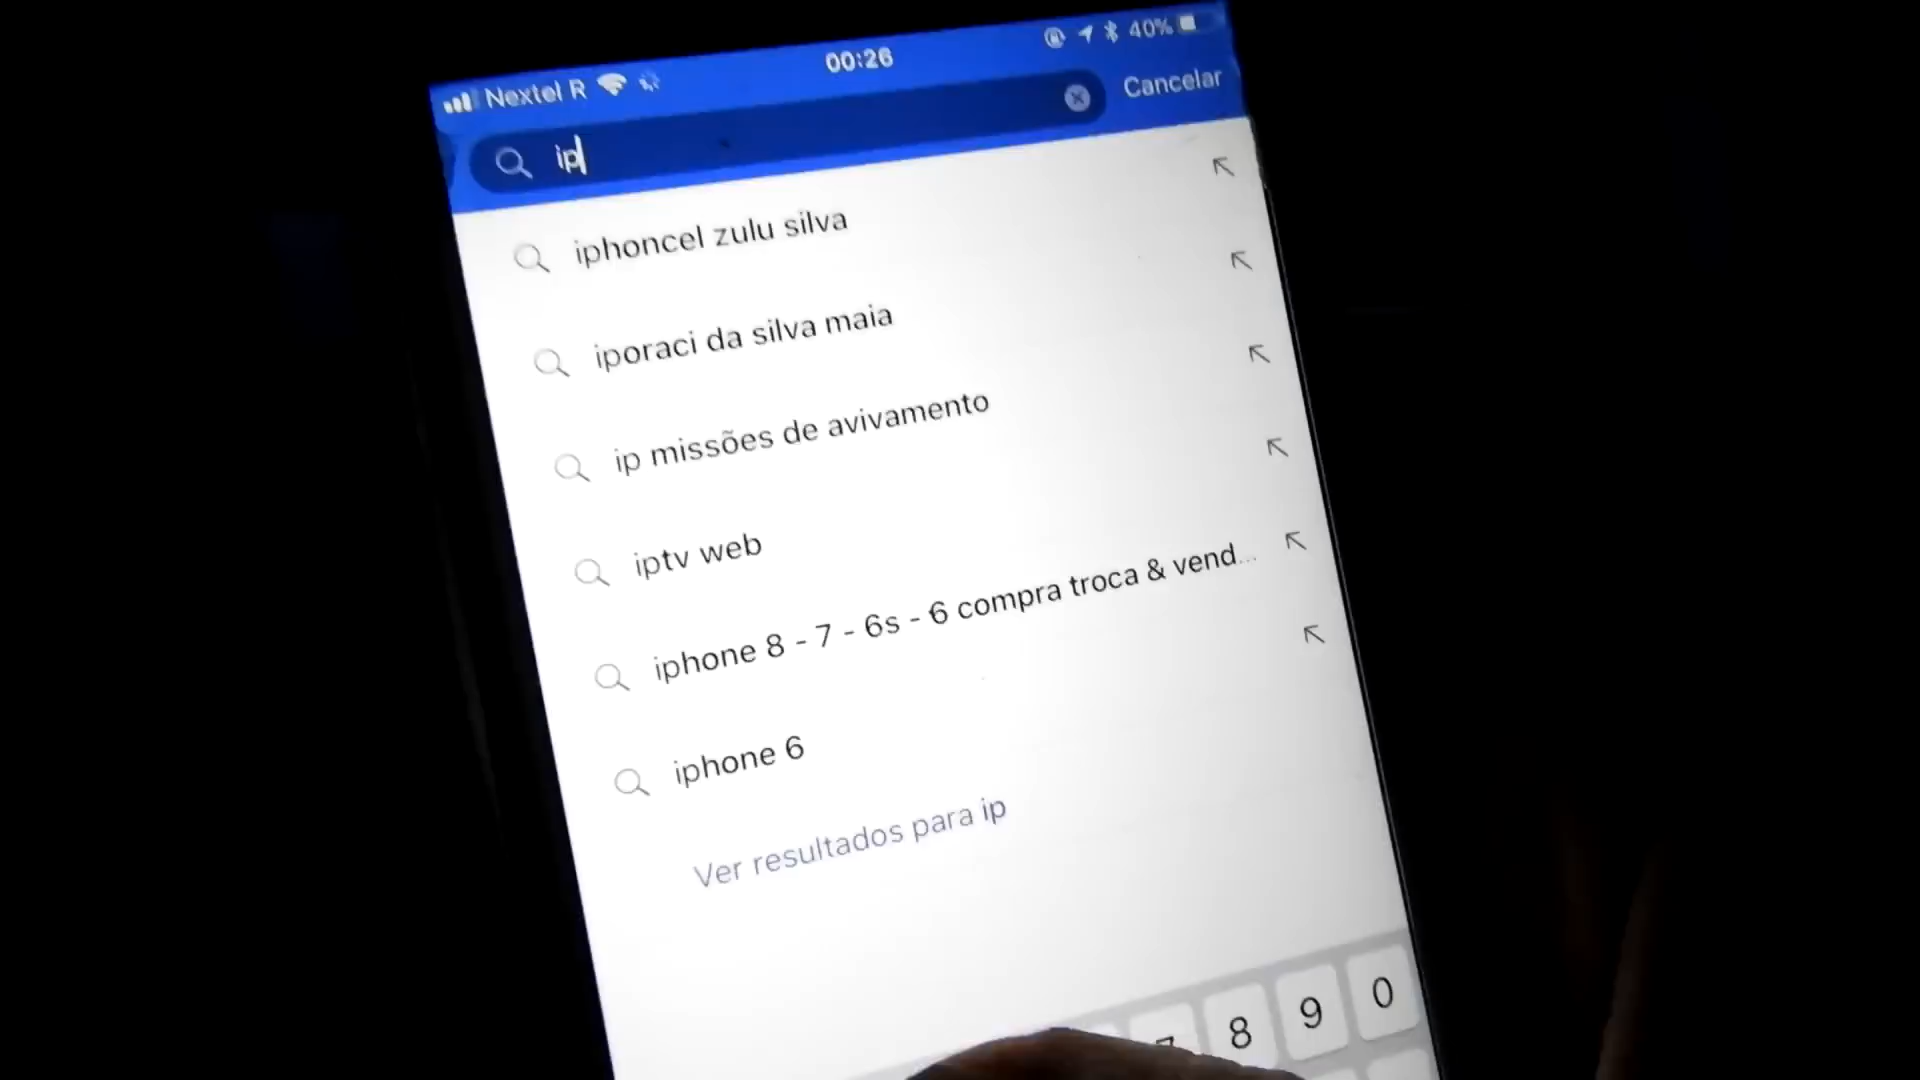 Nextel R 00:26 40%
ip Cancelar
iphoncel zulu silva
iporaci da silva maia
ip missões de avivamento
iptv web
iphone 8 - 7 - 6s - 6 compra troca & vend...
iphone 6
Ver resultados para ip
7 8 9 0